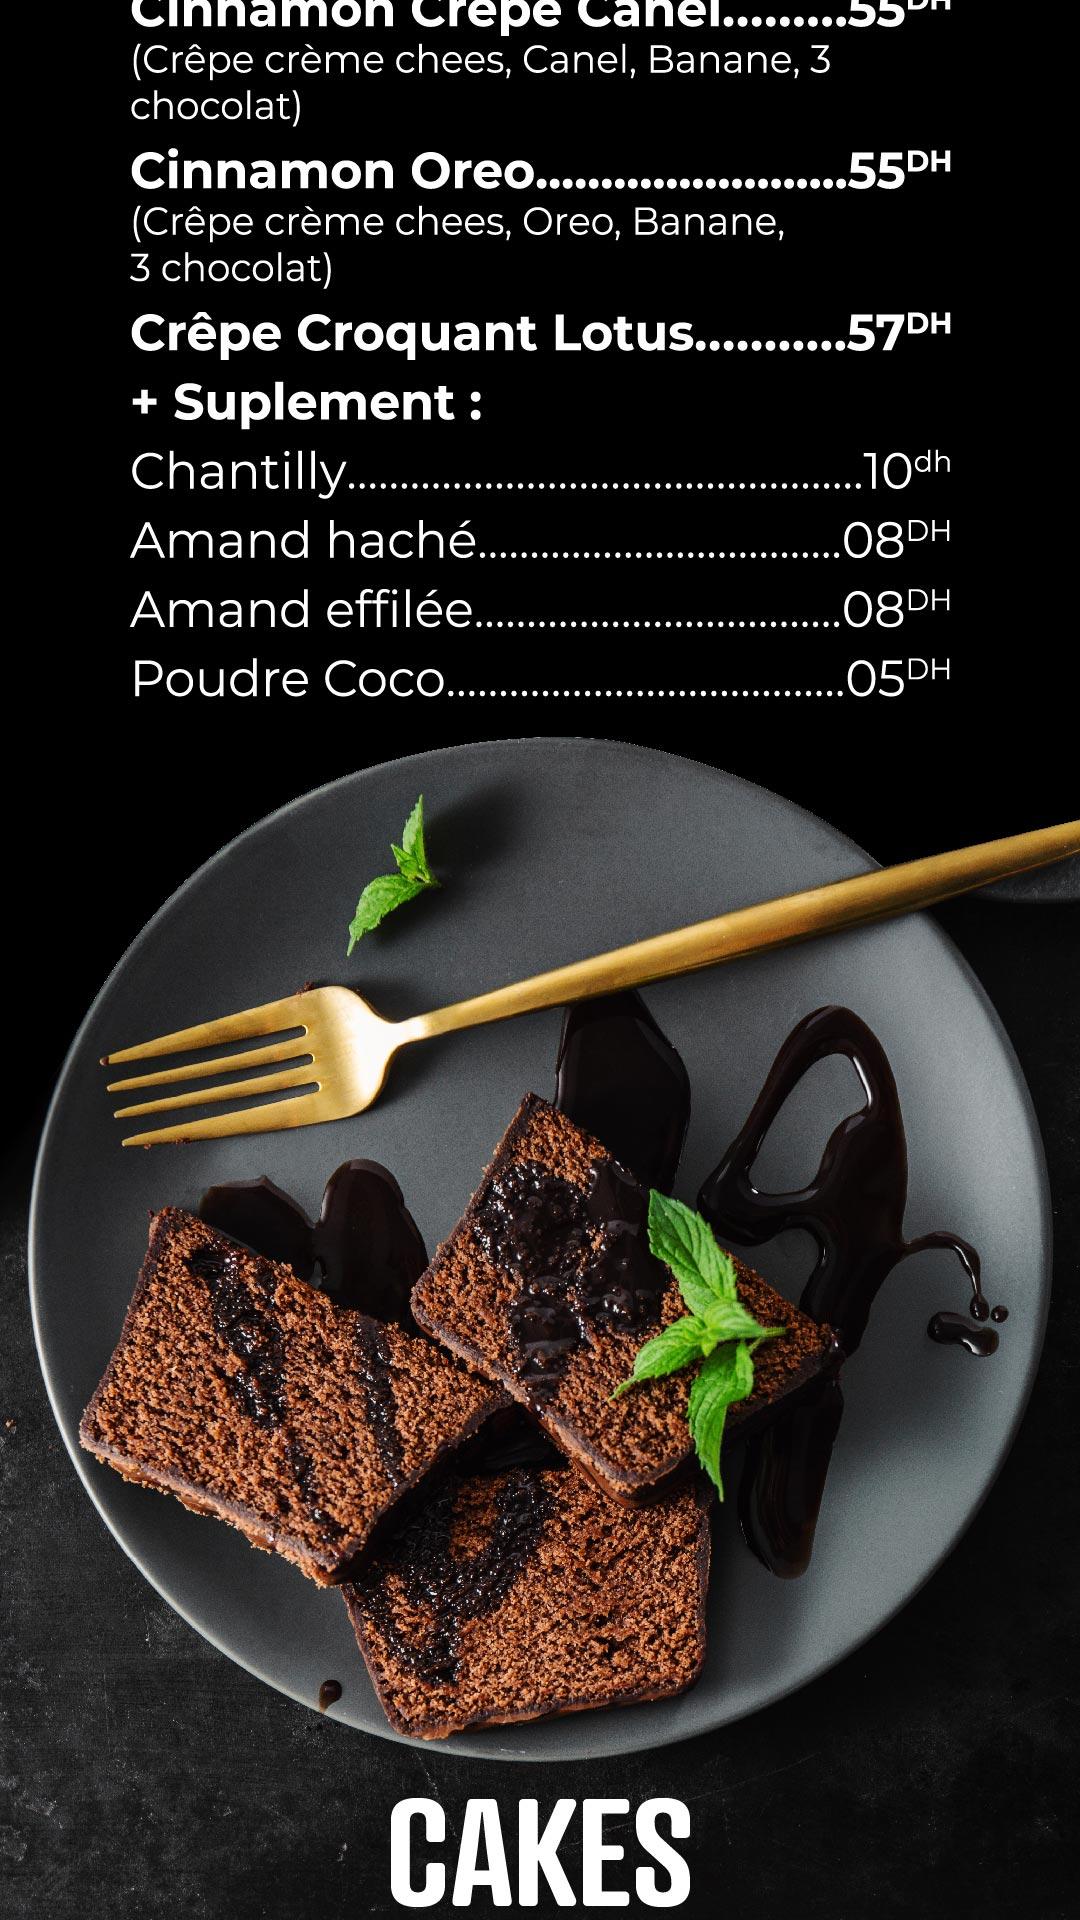 Cinnamon Crêpe Canel.........55DH
(Crêpe crème chees, Canel, Banane, 3
chocolat)
Cinnamon Oreo........................55DH
(Crêpe crème chees, Oreo, Banane,
3 chocolat)
Crêpe Croquant Lotus...........57DH
+ Suplement :
Chantilly.................................................10dh
Amand haché...................................08DH
Amand effilée...................................08DH
Poudre Coco......................................05DH
CAKES